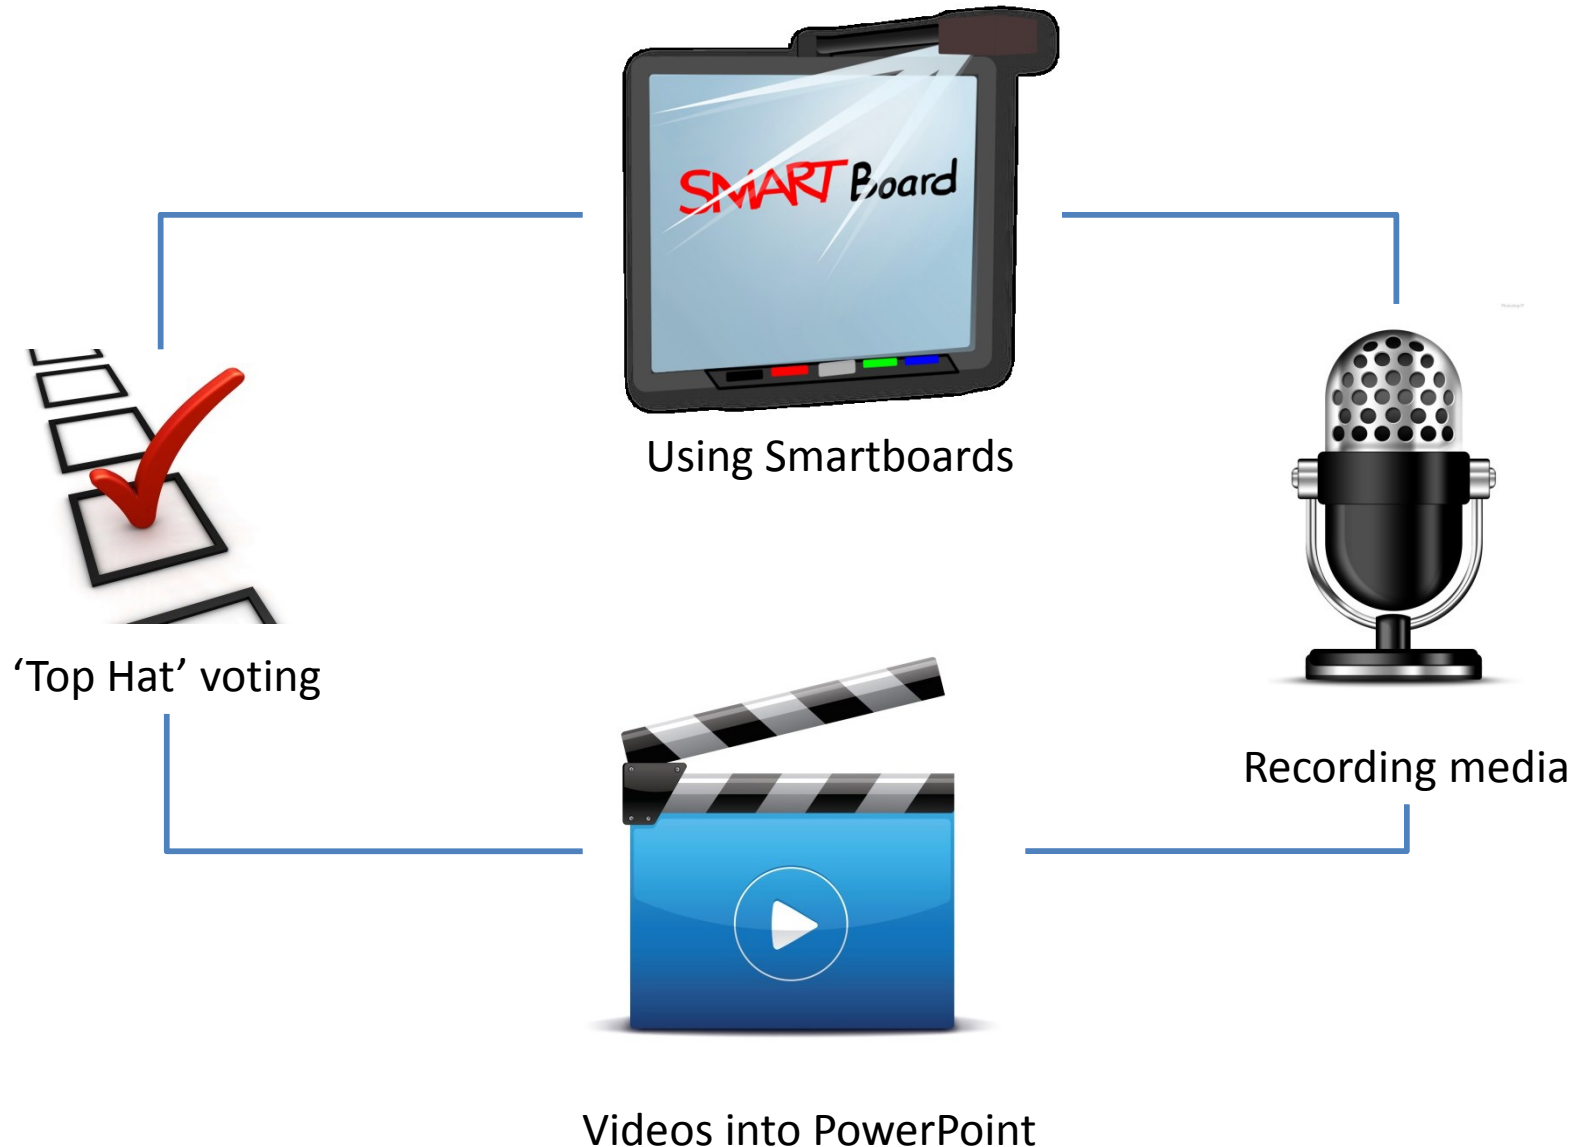 SMART Board
Using Smartboards
‘Top Hat’ voting
Recording media
Videos into PowerPoint